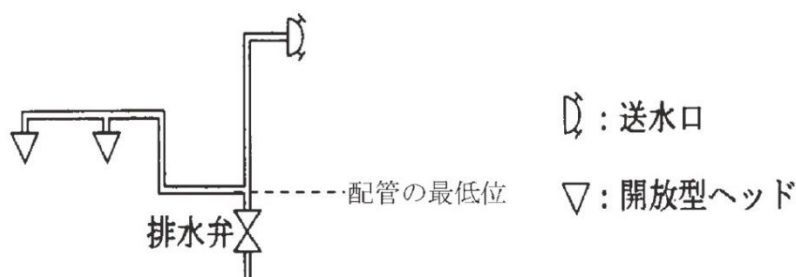 ：送水口
配管の最低位
：開放型ヘッド
排水弁